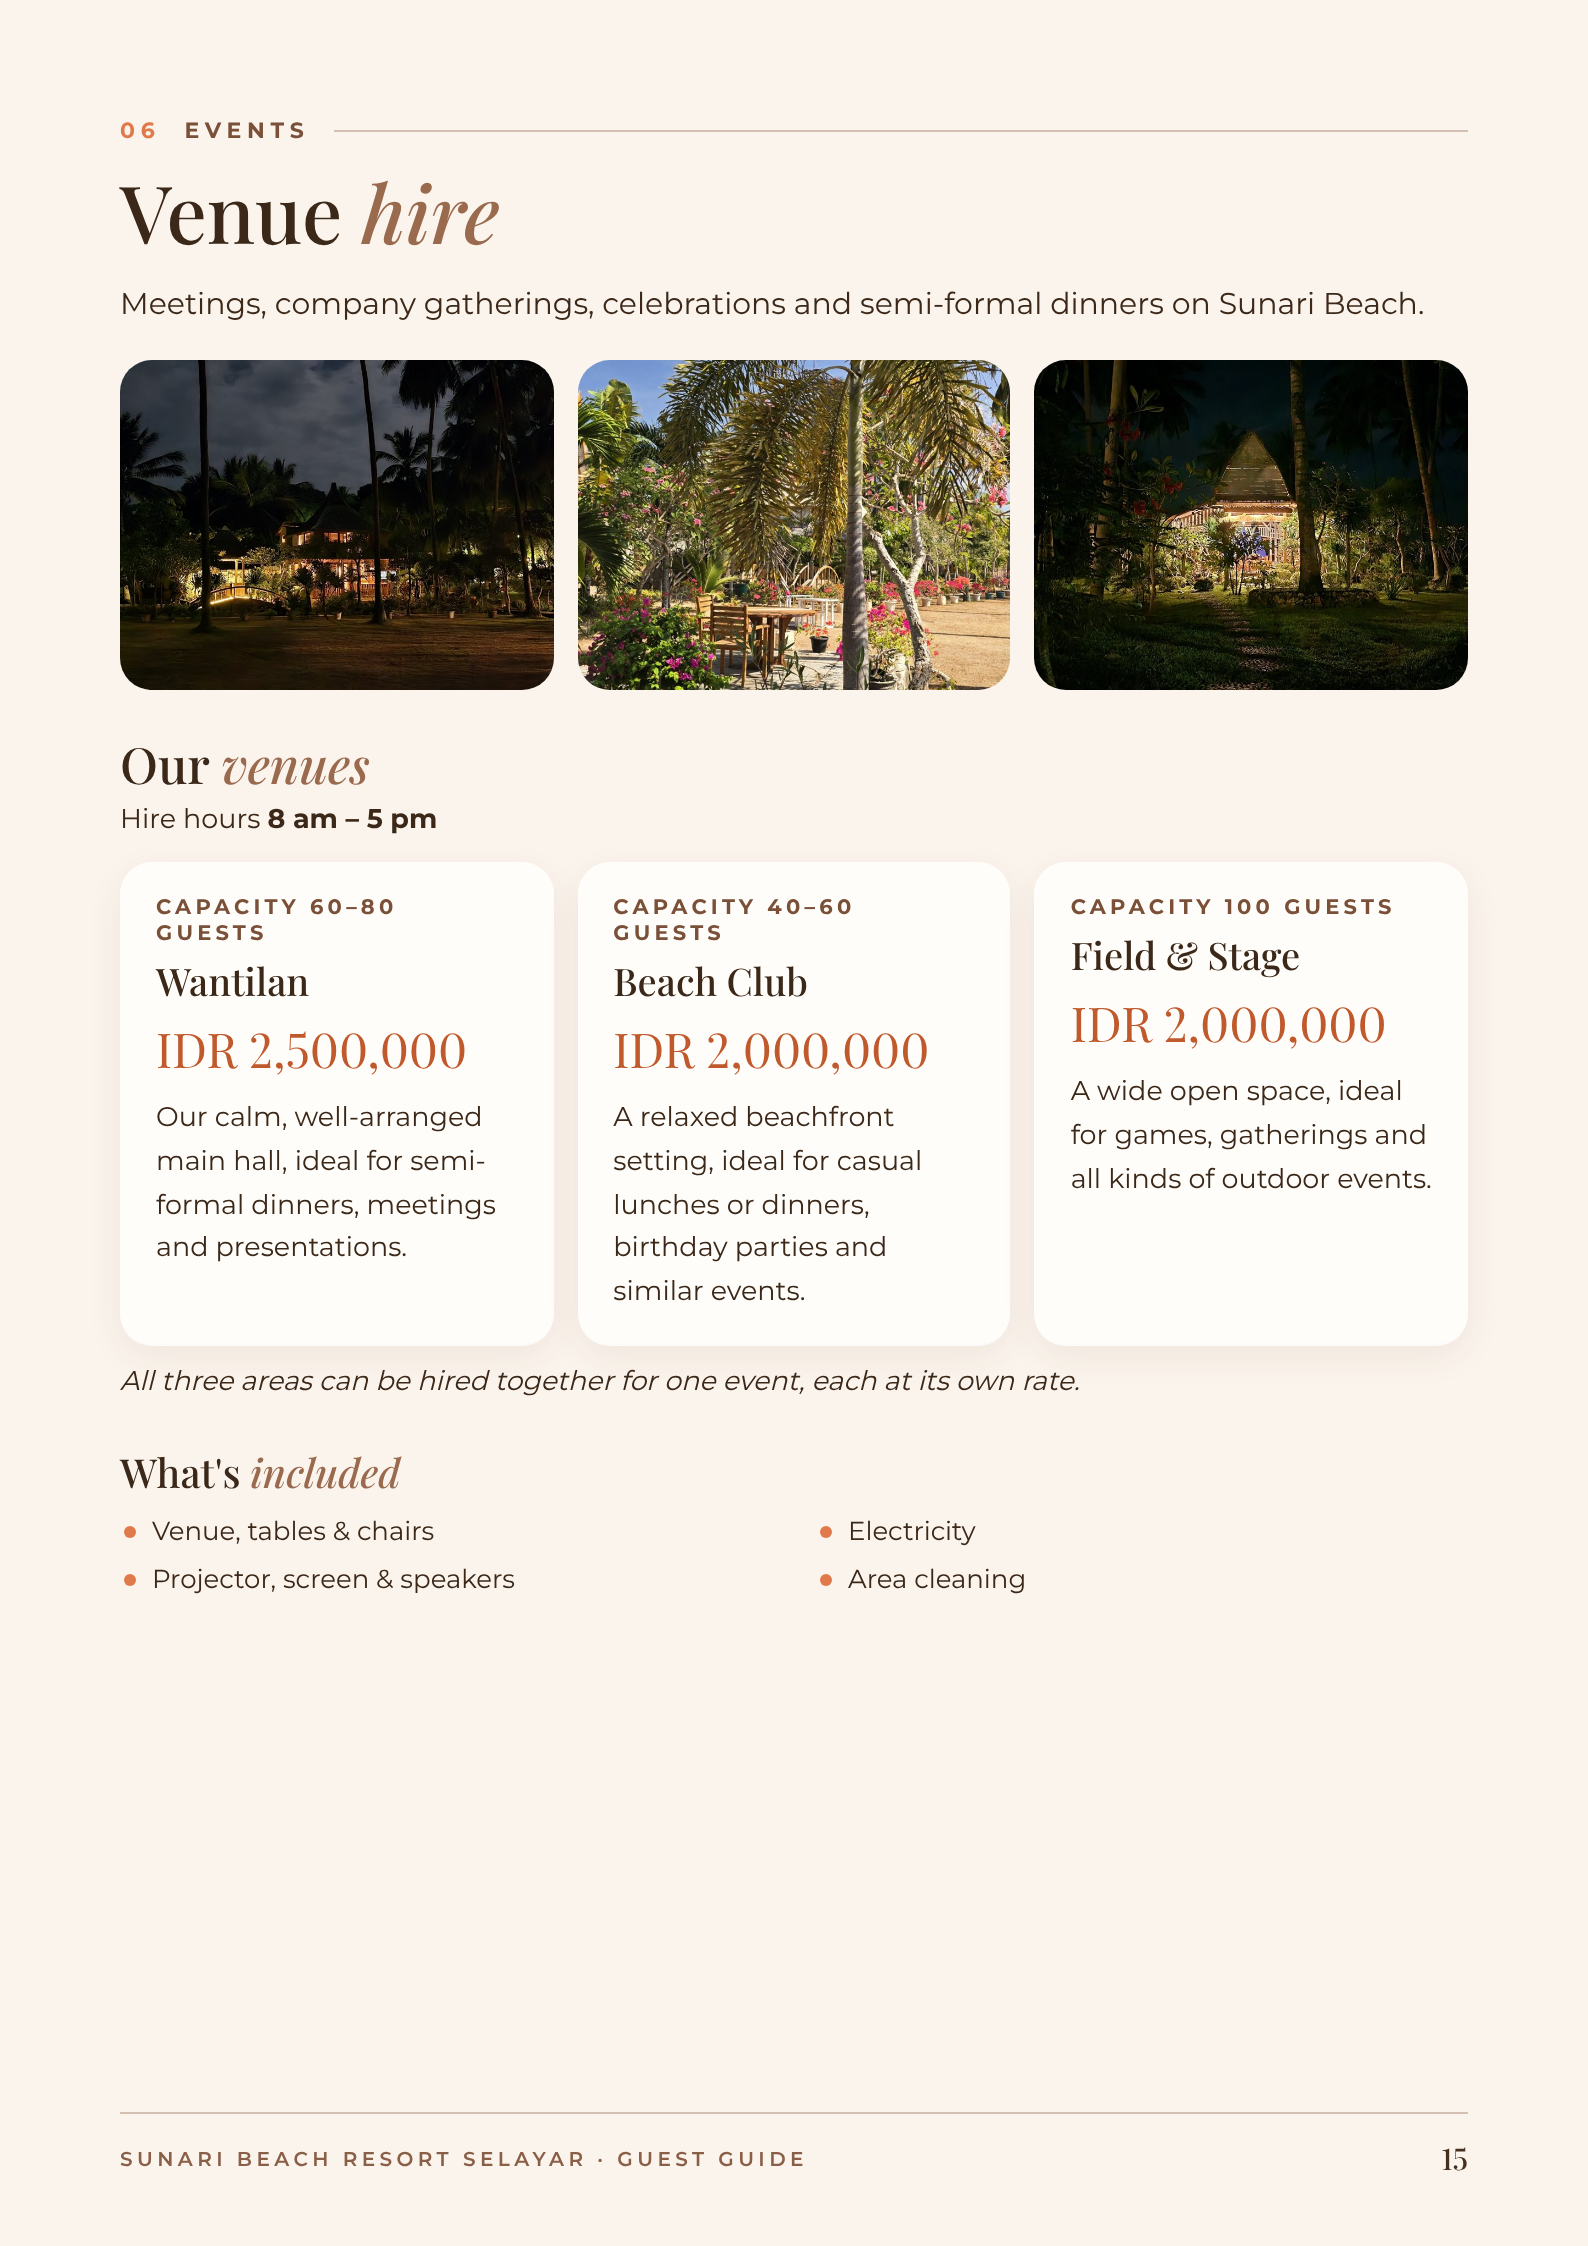 06 EVENTS
Venue hire
Meetings, company gatherings, celebrations and semi-formal dinners on Sunari Beach.
Our venues
Hire hours 8 am – 5 pm
CAPACITY 60–80
GUESTS
Wantilan
IDR 2,500,000
Our calm, well-arranged
main hall, ideal for semi-
formal dinners, meetings
and presentations.
CAPACITY 40–60
GUESTS
Beach Club
IDR 2,000,000
A relaxed beachfront
setting, ideal for casual
lunches or dinners,
birthday parties and
similar events.
CAPACITY 100 GUESTS
Field & Stage
IDR 2,000,000
A wide open space, ideal
for games, gatherings and
all kinds of outdoor events.
All three areas can be hired together for one event, each at its own rate.
What's included
Venue, tables & chairs
Projector, screen & speakers
Electricity
Area cleaning
SUNARI BEACH RESORT SELAYAR · GUEST GUIDE
15